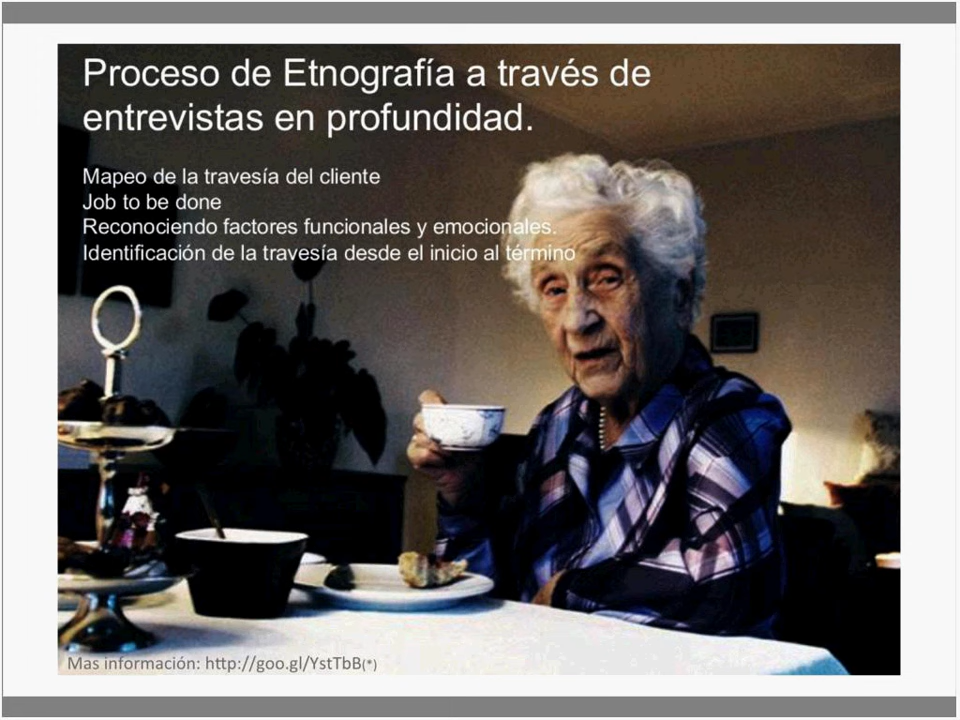 Proceso de Etnografía a través de
entrevistas en profundidad.
Mapeo de la travesía del cliente
Job to be done
Reconociendo factores funcionales y emocionales.
Identificación de la travesía desde el inicio al término
Mas información: http://goo.gl/YstTbB(*)